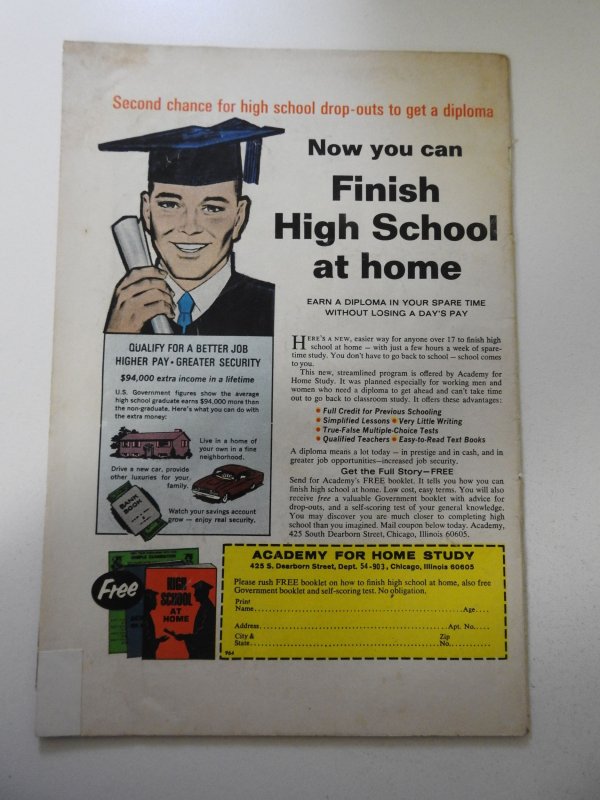 Second chance for high school drop-outs to get a diploma
Now you can
Finish
High School
at home
EARN A DIPLOMA IN YOUR SPARE TIME
WITHOUT LOSING A DAY'S PAY
QUALIFY FOR A BETTER JOB
HIGHER PAY • GREATER SECURITY
$94,000 extra income in a lifetime
U.S. Government figures show the average
high school graduate earns $94,000 more than
the non-graduate. Here's what you can do with
the extra money:
Live in a home of
your own in a fine
neighborhood.
Drive a new car, provide
other luxuries for your
family.
BANK
BOOK
Watch your savings account
grow — enjoy real security.
HERE'S A NEW, easier way for anyone over 17 to finish high
school at home — with just a few hours a week of spare-
time study. You don't have to go back to school — school comes
to you.
This new, streamlined program is offered by Academy for
Home Study. It was planned especially for working men and
women who need a diploma to get ahead and can't take time
out to go back to classroom study. It offers these advantages:
• Full Credit for Previous Schooling
• Simplified Lessons • Very Little Writing
• True-False Multiple-Choice Tests
• Qualified Teachers • Easy-to-Read Text Books
A diploma means a lot today — in prestige and in cash, and in
greater job opportunities—increased job security.
Get the Full Story—FREE
Send for Academy's FREE booklet. It tells you how you can
finish high school at home. Low cost, easy terms. You will also
receive free a valuable Government booklet with advice for
drop-outs, and a self-scoring test of your general knowledge.
You may discover you are much closer to completing high
school than you imagined. Mail coupon below today. Academy,
425 South Dearborn Street, Chicago, Illinois 60605.
Free
HIGH
SCHOOL
AT
HOME
ACADEMY FOR HOME STUDY
425 S. Dearborn Street, Dept. 54-903, Chicago, Illinois 60605
Please rush FREE booklet on how to finish high school at home, also free
Government booklet and self-scoring test. No obligation.
Print
Name Age
Address Apt. No.
City & Zip
State No.
964